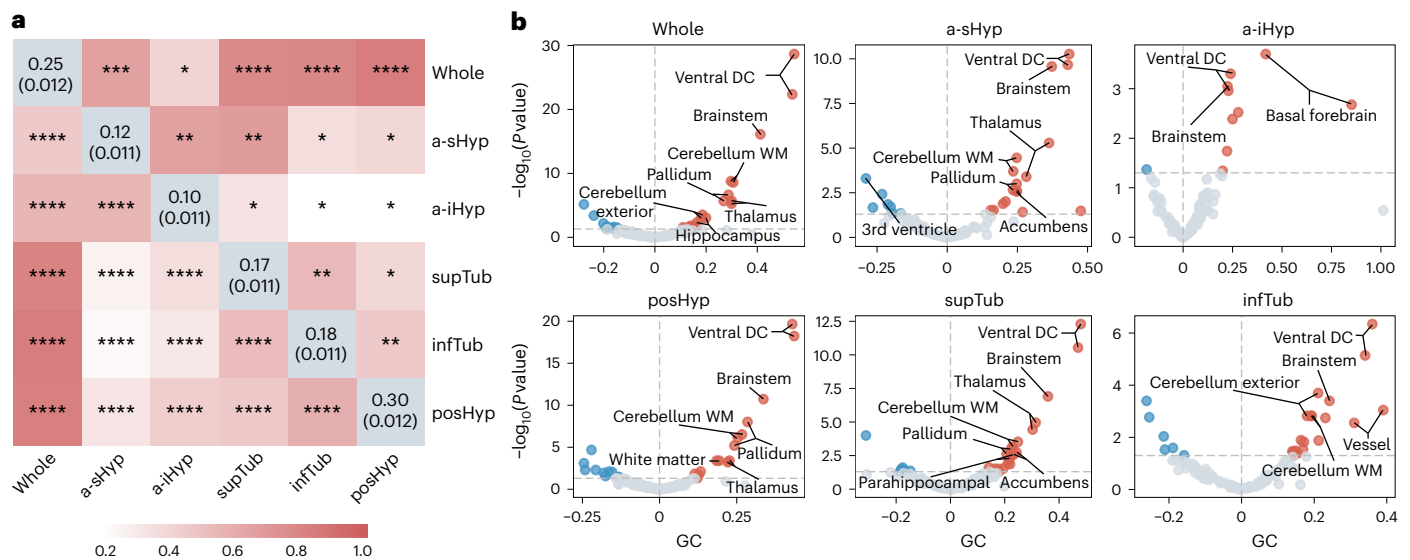 a
0.25
(0.012)
***
*
****
****
****
Whole
****
0.12
(0.011)
**
**
*
*
a-sHyp
****
****
0.10
(0.011)
*
*
*
a-iHyp
****
****
****
0.17
(0.011)
**
*
supTub
****
****
****
****
0.18
(0.011)
**
infTub
****
****
****
****
****
0.30
(0.012)
posHyp
Whole
a-sHyp
a-iHyp
supTub
infTub
posHyp
0.2 0.4 0.6 0.8 1.0
b
Whole
−log10(P value)
30
20
10
0
−0.2 0 0.2 0.4
Ventral DC
Brainstem
Cerebellum WM
Pallidum
Cerebellum
exterior
Thalamus
Hippocampus
a-sHyp
10.0
7.5
5.0
2.5
0
−0.25 0 0.25 0.50
Ventral DC
Brainstem
Thalamus
Cerebellum WM
Pallidum
3rd ventricle
Accumbens
a-iHyp
3
2
1
0
0 0.25 0.50 0.75 1.00
Ventral DC
Basal forebrain
Brainstem
posHyp
−log10(P value)
20
15
10
5
0
−0.25 0 0.25
GC
Ventral DC
Brainstem
Cerebellum WM
Pallidum
White matter
Thalamus
supTub
12.5
10.0
7.5
5.0
2.5
0
−0.2 0 0.2 0.4
GC
Ventral DC
Brainstem
Thalamus
Cerebellum WM
Pallidum
Parahippocampal
Accumbens
infTub
6
4
2
0
−0.2 0 0.2 0.4
GC
Ventral DC
Brainstem
Cerebellum exterior
Vessel
Cerebellum WM